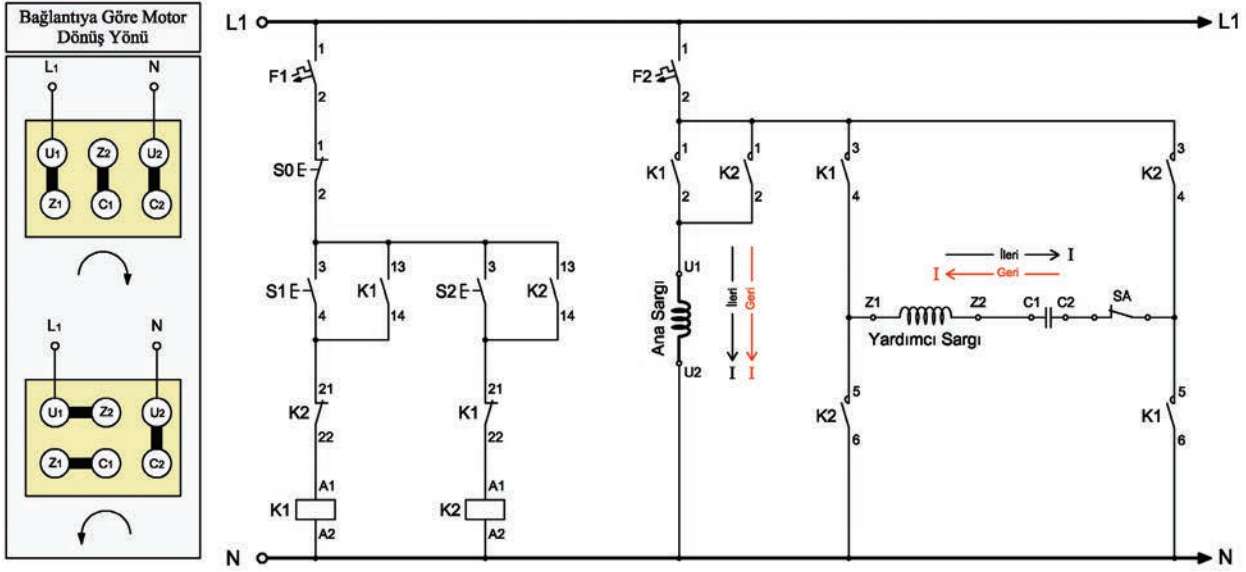 Bağlantıya Göre Motor
Dönüş Yönü
L1 N
U1 Z2 U2
Z1 C1 C2
L1 N
U1 Z2 U2
Z1 C1 C2
L1 L1
1 1
F1 F2
2 2
1 1 1 3 3
S0 K1 K2 K1 K2
2 2 2 4 4
3 13 3 13
S1 K1 S2 K2
4 14 4 14
İleri I
I Geri
U1
Ana Sargı
İleri
Geri
I I
U2
Z1 Z2 C1 C2 SA
Yardımcı Sargı
21 21 5 5
K2 K1 K2 K1
22 22 6 6
A1 A1
K1 K2
A2 A2
N N